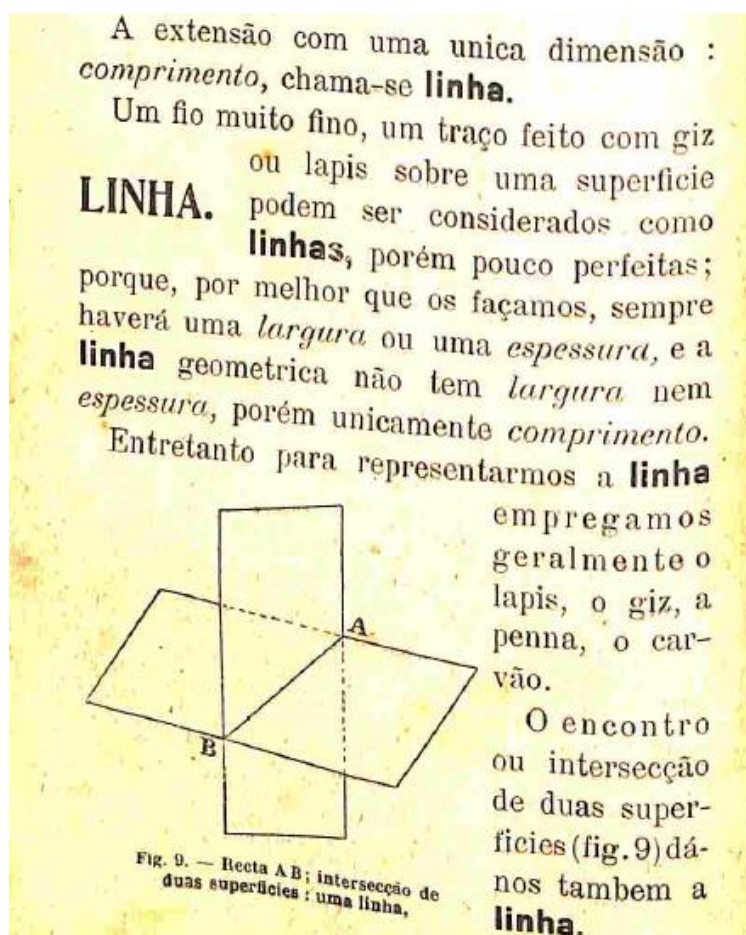 A extensão com uma unica dimensão :
comprimento, chama-se linha.
Um fio muito fino, um traço feito com giz
ou lapis sobre uma superficie
LINHA.
podem ser considerados como
linhas, porém pouco perfeitas;
porque, por melhor que os façamos, sempre
haverá uma largura ou uma espessura, e a
linha geometrica não tem largura nem
espessura, porém unicamente comprimento.
Entretanto para representarmos a linha
empregamos
geralmente o
lapis, o giz, a
penna, o car-
vão.
O encontro
ou intersecção
de duas super-
ficies (fig. 9) dá-
nos tambem a
linha.
A
B
Fig. 9. — Recta AB; intersecção de
duas superficies : uma linha,